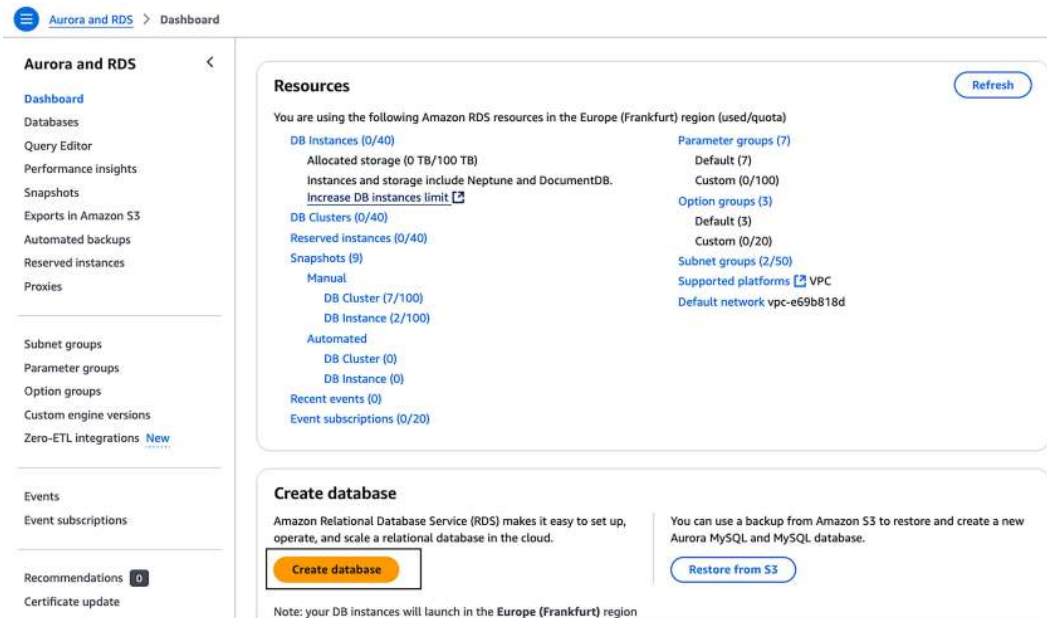 Aurora and RDS > Dashboard
Aurora and RDS
Dashboard
Databases
Query Editor
Performance insights
Snapshots
Exports in Amazon S3
Automated backups
Reserved instances
Proxies
Subnet groups
Parameter groups
Option groups
Custom engine versions
Zero-ETL integrations New
Events
Event subscriptions
Recommendations 0
Certificate update
Resources
Refresh
You are using the following Amazon RDS resources in the Europe (Frankfurt) region (used/quota)
DB Instances (0/40)
Allocated storage (0 TB/100 TB)
Instances and storage include Neptune and DocumentDB.
Increase DB instances limit
DB Clusters (0/40)
Reserved instances (0/40)
Snapshots (9)
Manual
DB Cluster (7/100)
DB Instance (2/100)
Automated
DB Cluster (0)
DB Instance (0)
Recent events (0)
Event subscriptions (0/20)
Parameter groups (7)
Default (7)
Custom (0/100)
Option groups (3)
Default (3)
Custom (0/20)
Subnet groups (2/50)
Supported platforms VPC
Default network vpc-e69b818d
Create database
Amazon Relational Database Service (RDS) makes it easy to set up,
operate, and scale a relational database in the cloud.
Create database
You can use a backup from Amazon S3 to restore and create a new
Aurora MySQL and MySQL database.
Restore from S3
Note: your DB instances will launch in the Europe (Frankfurt) region